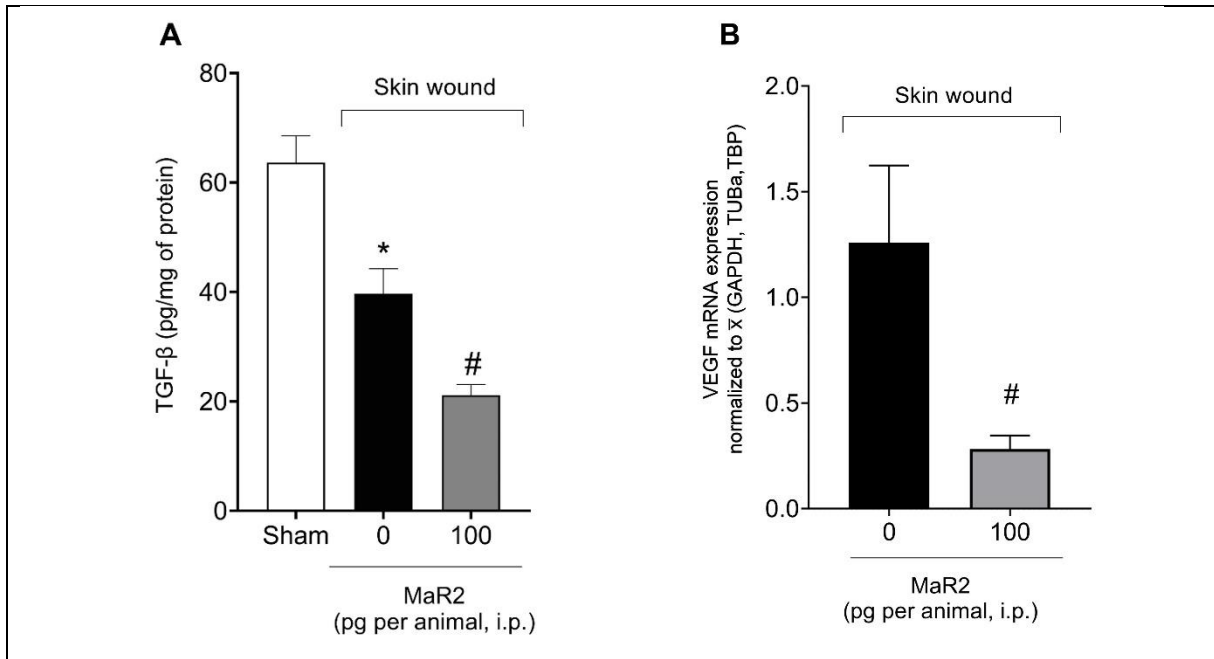 A
Skin wound
TGF-β (pg/mg of protein)
80
60
40
20
0
*
#
Sham 0 100
MaR2
(pg per animal, i.p.)
B
Skin wound
VEGF mRNA expression
normalized to x̅ (GAPDH, TUBa,TBP)
2.0
1.5
1.0
0.5
0.0
#
0 100
MaR2
(pg per animal, i.p.)